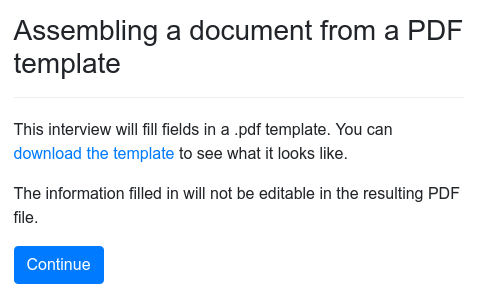 Assembling a document from a PDF
template
This interview will fill fields in a .pdf template. You can
download the template to see what it looks like.
The information filled in will not be editable in the resulting PDF
file.
Continue